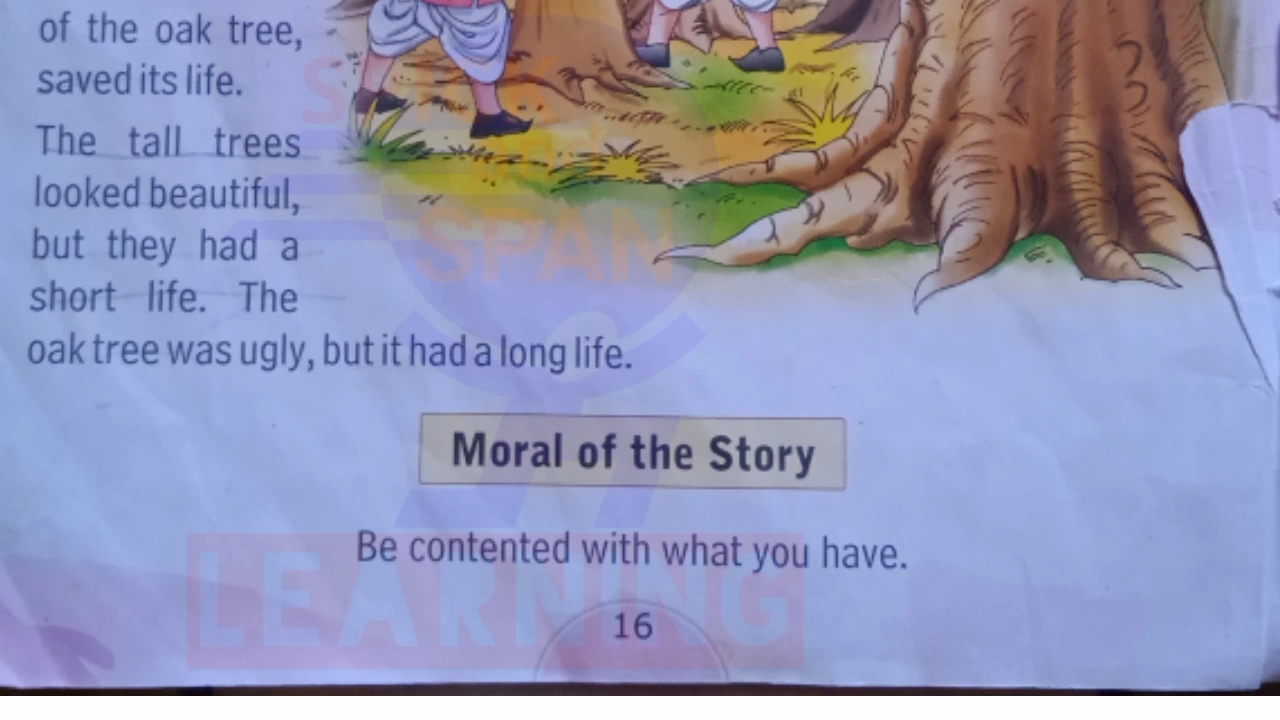 of the oak tree,
saved its life.
The tall trees
looked beautiful,
but they had a
short life. The
oak tree was ugly, but it had a long life.
Moral of the Story
Be contented with what you have.
16
SPAN
LEARNING